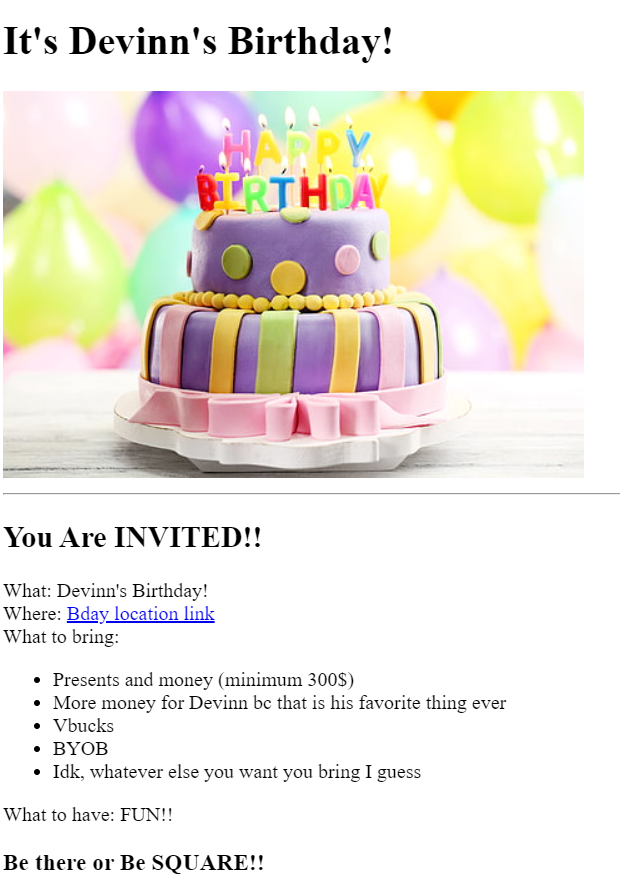 It's Devinn's Birthday!
HAPPY
BIRTHDAY
You Are INVITED!!
What: Devinn's Birthday!
Where: Bday location link
What to bring:
Presents and money (minimum 300$)
More money for Devinn bc that is his favorite thing ever
Vbucks
BYOB
Idk, whatever else you want you bring I guess
What to have: FUN!!
Be there or Be SQUARE!!